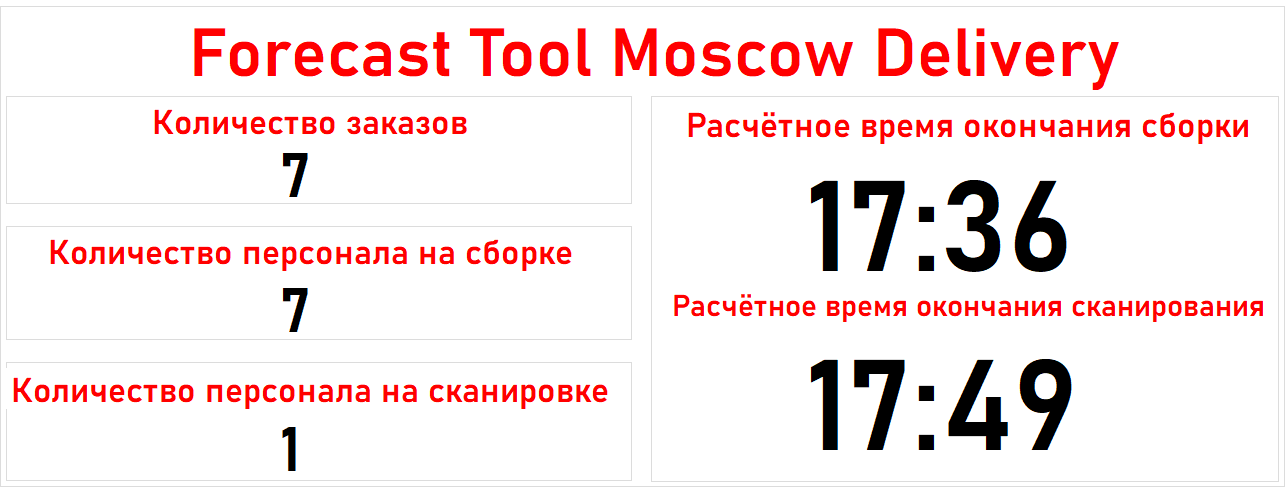 Forecast Tool Moscow Delivery
Количество заказов
7
Количество персонала на сборке
7
Количество персонала на сканировке
1
Расчётное время окончания сборки
17:36
Расчётное время окончания сканирования
17:49